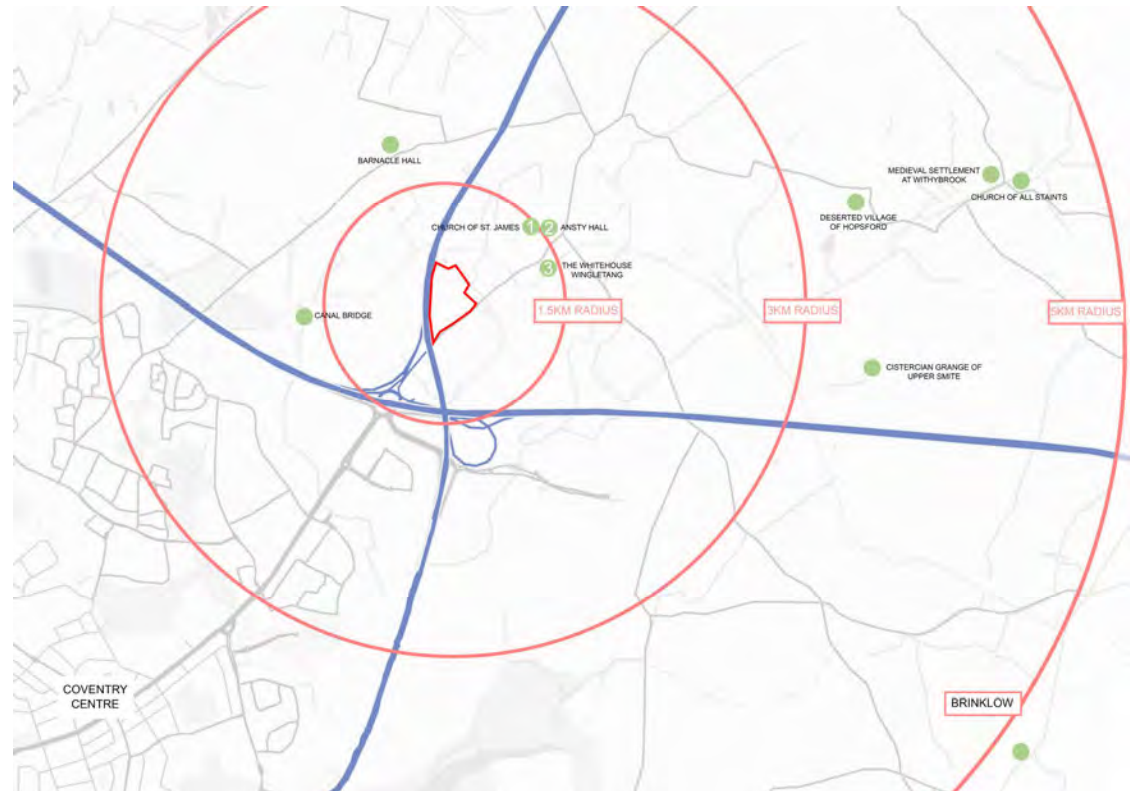 BARNACLE HALL
MEDIEVAL SETTLEMENT
AT WITHYBROOK
CHURCH OF ALL STAINTS
DESERTED VILLAGE
OF HOPSFORD
CHURCH OF ST. JAMES
1
2
ANSTY HALL
3
THE WHITEHOUSE
WINGLETANG
CANAL BRIDGE
1.5KM RADIUS
3KM RADIUS
5KM RADIUS
CISTERCIAN GRANGE OF
UPPER SMITE
COVENTRY
CENTRE
BRINKLOW